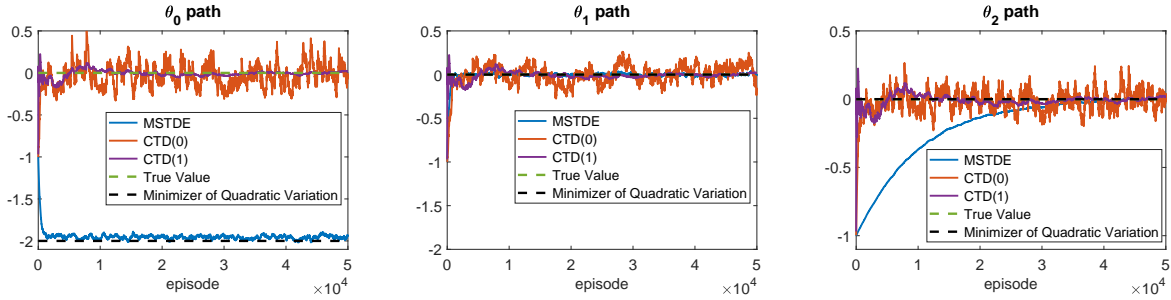 θ0 path
0.5
0
-0.5
-1
-1.5
-2
MSTDE
CTD(0)
CTD(1)
True Value
Minimizer of Quadratic Variation
0
1
2
3
4
5
episode
×10^4
θ1 path
0.5
0
-0.5
-1
-1.5
-2
MSTDE
CTD(0)
CTD(1)
True Value
Minimizer of Quadratic Variation
0
1
2
3
4
5
episode
×10^4
θ2 path
0.5
0
-0.5
-1
MSTDE
CTD(0)
CTD(1)
True Value
Minimizer of Quadratic Variation
0
1
2
3
4
5
episode
×10^4